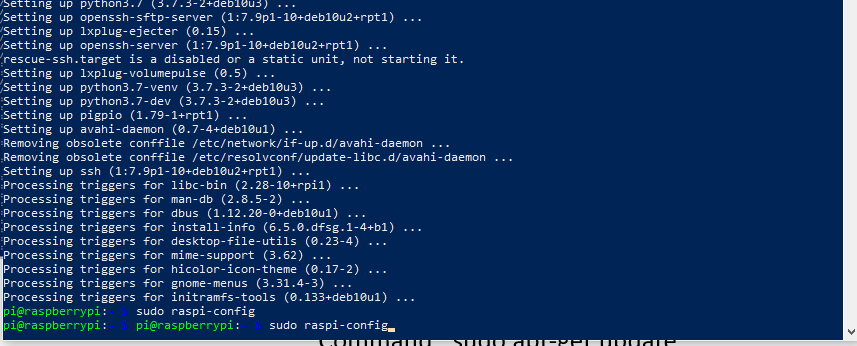 Setting up python3.7 (3.7.3-2+deb10u3) ...
Setting up openssh-sftp-server (1:7.9p1-10+deb10u2+rpt1) ...
Setting up lxplug-ejecter (0.15) ...
Setting up openssh-server (1:7.9p1-10+deb10u2+rpt1) ...
rescue-ssh.target is a disabled or a static unit, not starting it.
Setting up lxplug-volumepulse (0.5) ...
Setting up python3.7-venv (3.7.3-2+deb10u3) ...
Setting up python3.7-dev (3.7.3-2+deb10u3) ...
Setting up pigpio (1.79-1+rpt1) ...
Setting up avahi-daemon (0.7-4+deb10u1) ...
Removing obsolete conffile /etc/network/if-up.d/avahi-daemon ...
Removing obsolete conffile /etc/resolvconf/update-libc.d/avahi-daemon ...
Setting up ssh (1:7.9p1-10+deb10u2+rpt1) ...
Processing triggers for libc-bin (2.28-10+rpi1) ...
Processing triggers for man-db (2.8.5-2) ...
Processing triggers for dbus (1.12.20-0+deb10u1) ...
Processing triggers for install-info (6.5.0.dfsg.1-4+b1) ...
Processing triggers for desktop-file-utils (0.23-4) ...
Processing triggers for mime-support (3.62) ...
Processing triggers for hicolor-icon-theme (0.17-2) ...
Processing triggers for gnome-menus (3.31.4-3) ...
Processing triggers for initramfs-tools (0.133+deb10u1) ...
pi@raspberrypi:~ $ sudo raspi-config
pi@raspberrypi:~ $ pi@raspberrypi:~ $ sudo raspi-config
Command "sudo apt-get update